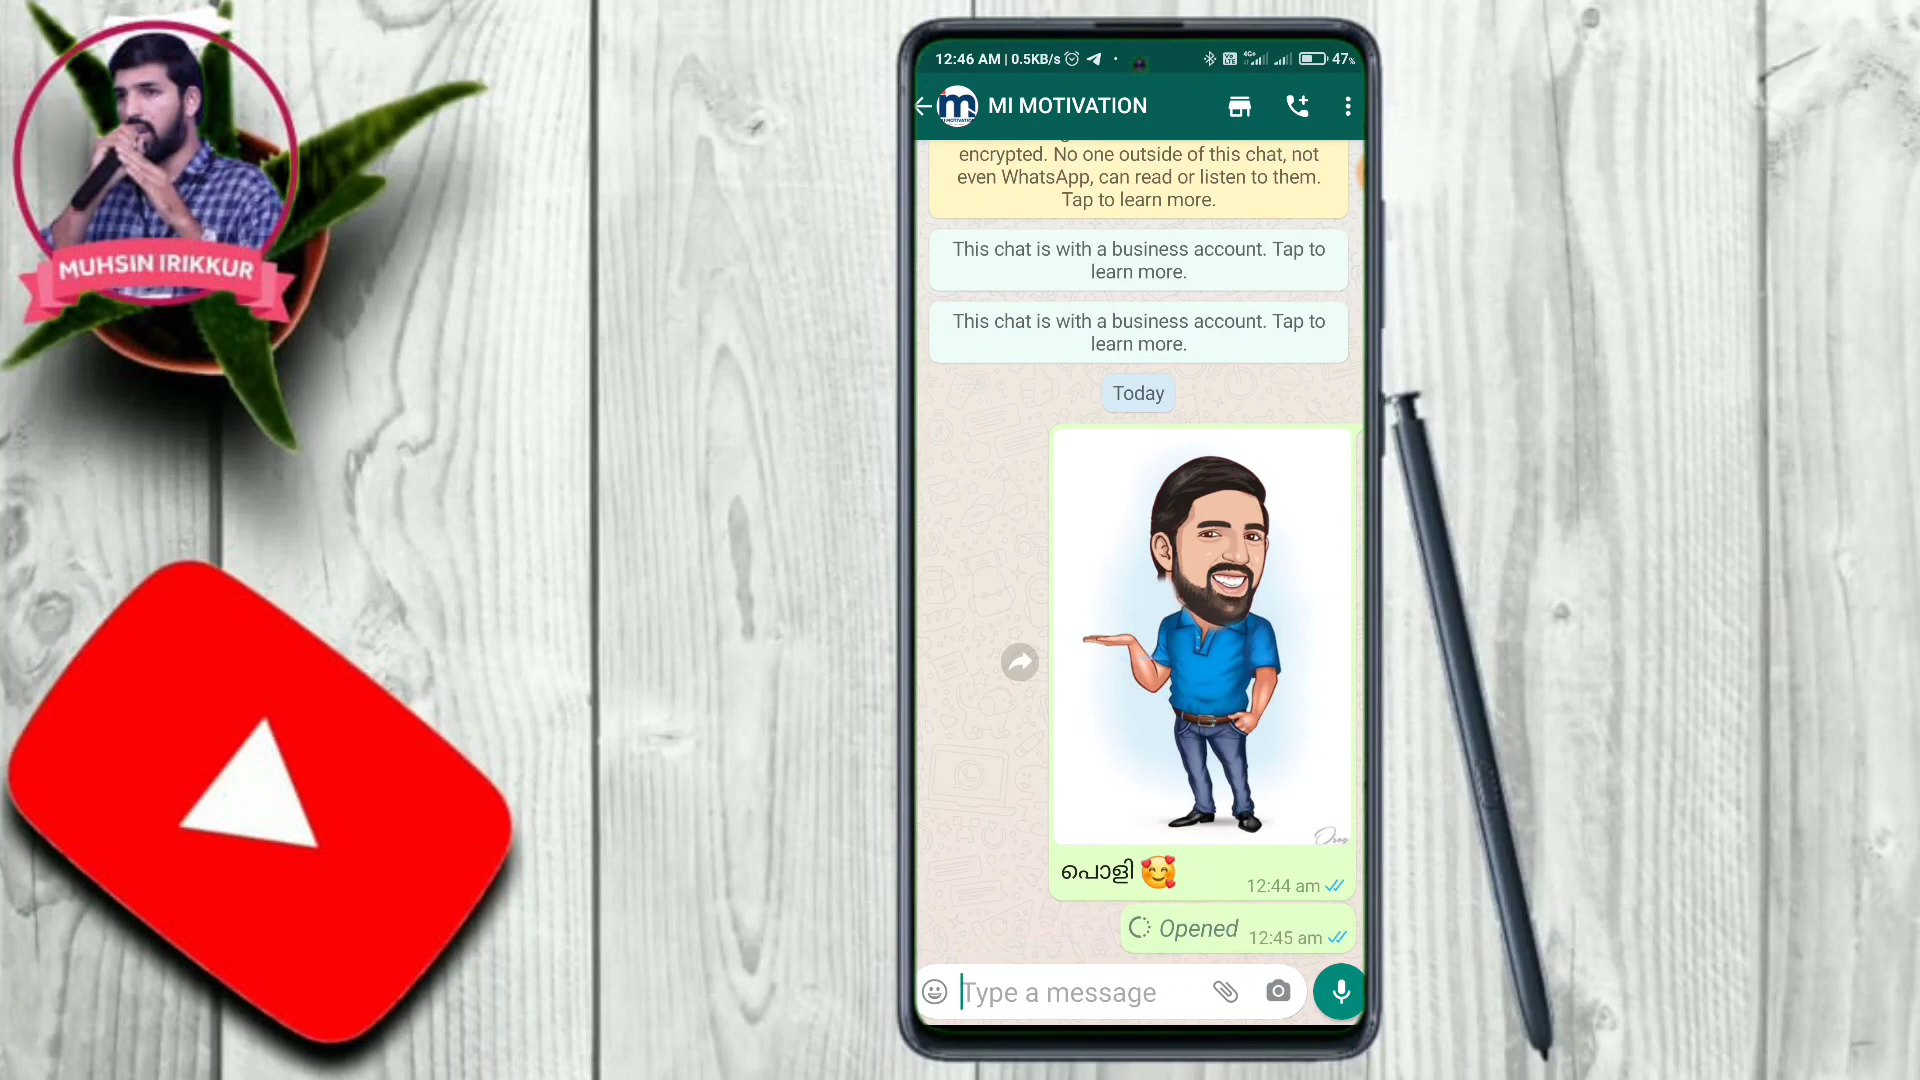 MUHSIN IRIKKUR
12:46 AM | 0.5KB/s
4G+
47%
MI MOTIVATION
MI MOTIVATION
encrypted. No one outside of this chat, not
even WhatsApp, can read or listen to them.
Tap to learn more.
This chat is with a business account. Tap to
learn more.
This chat is with a business account. Tap to
learn more.
Today
പൊളി 🥰
12:44 am
Opened
12:45 am
Type a message